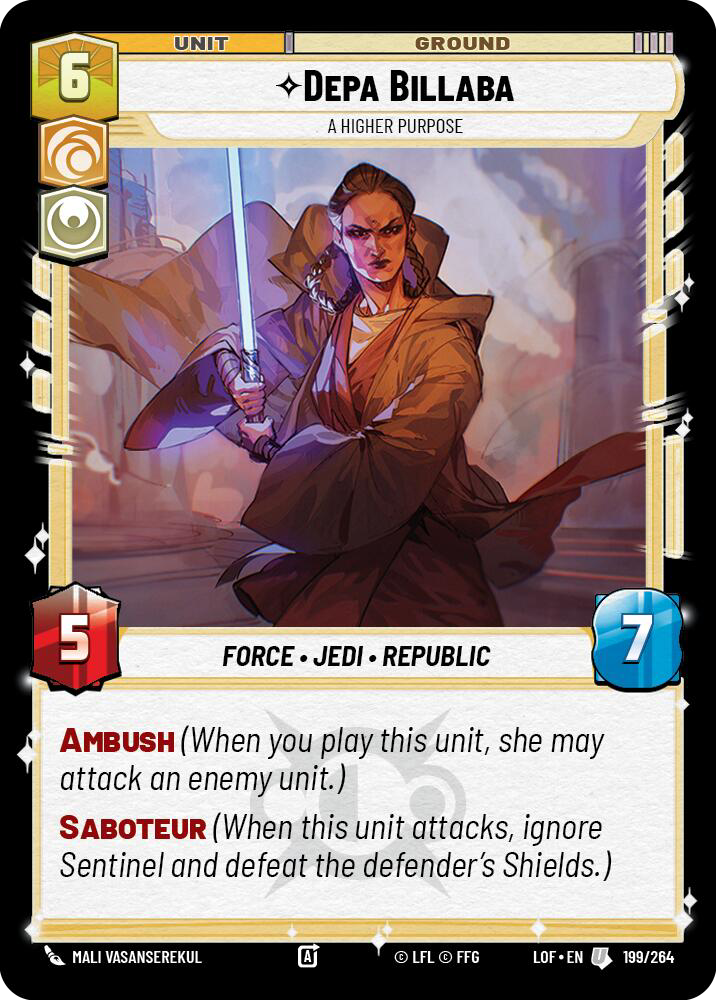 UNIT
GROUND
6
✧DEPA BILLABA
A HIGHER PURPOSE
5
FORCE • JEDI • REPUBLIC
7
AMBUSH (When you play this unit, she may
attack an enemy unit.)
SABOTEUR (When this unit attacks, ignore
Sentinel and defeat the defender's Shields.)
MALI VASANSEREKUL
A
© LFL © FFG
LOF • EN
U
199/264